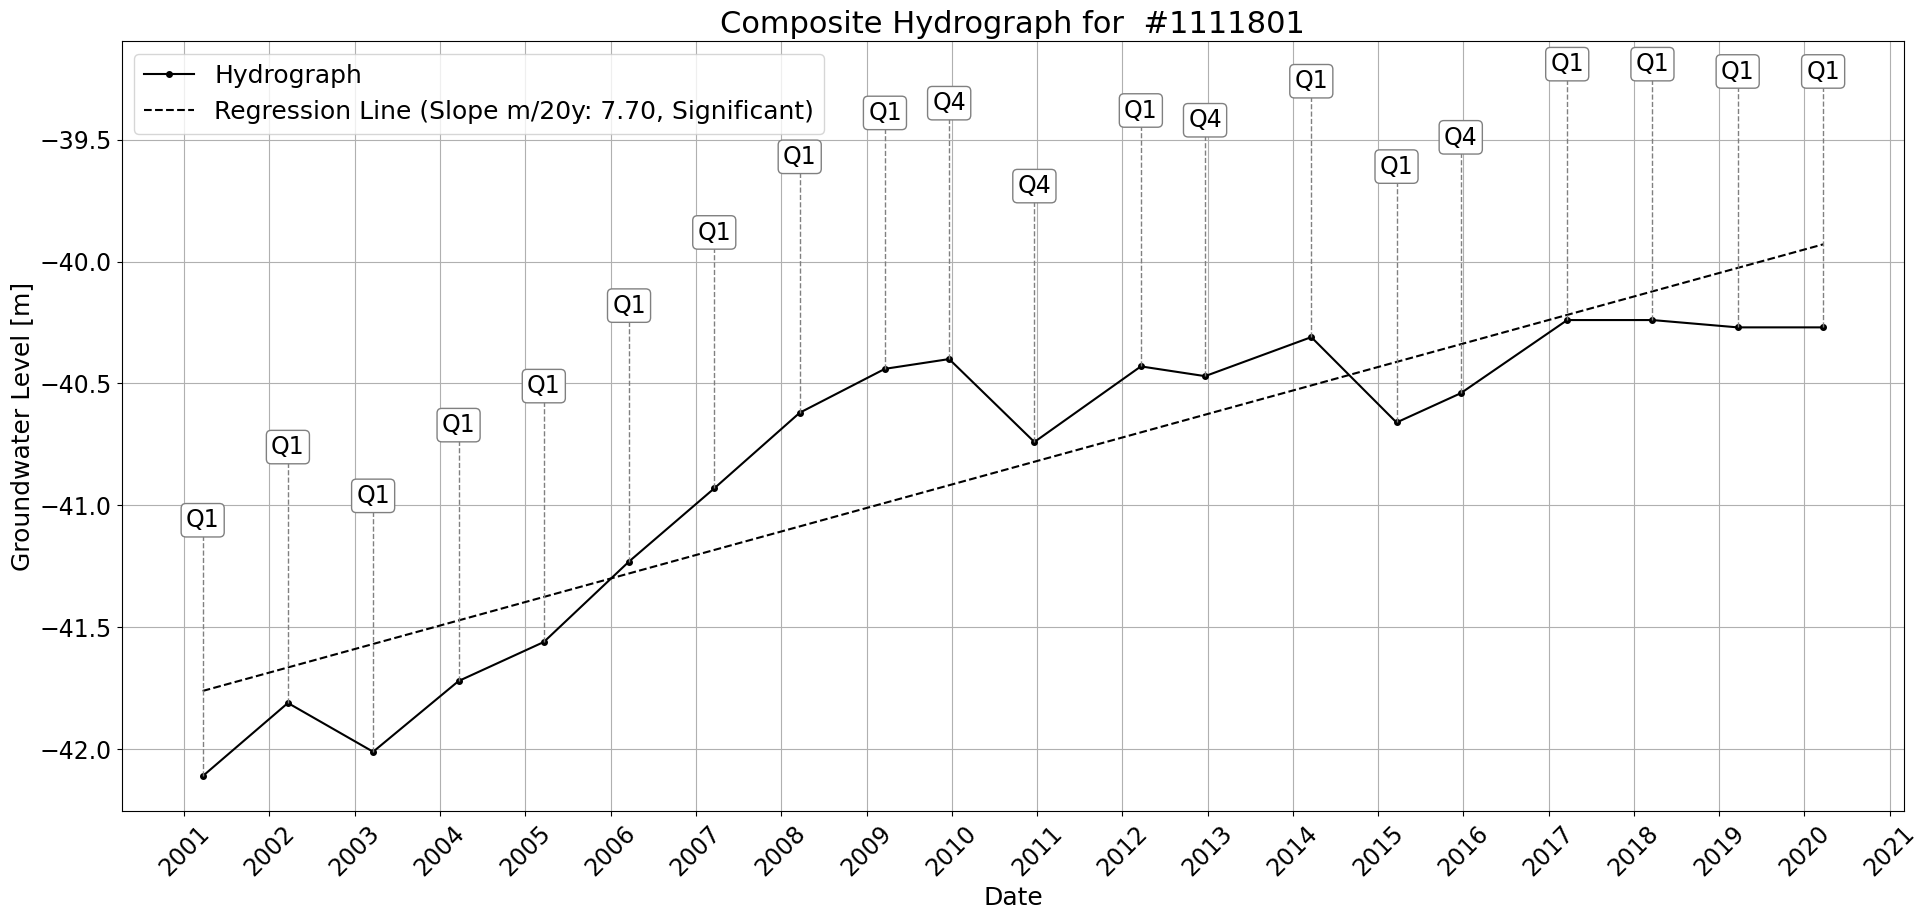 Composite Hydrograph for  #1111801
Hydrograph
Regression Line (Slope m/20y: 7.70, Significant)
Groundwater Level [m]
−39.5
−40.0
−40.5
−41.0
−41.5
−42.0
Q1
Q1
Q1
Q1
Q1
Q1
Q1
Q1
Q1
Q4
Q4
Q1
Q4
Q1
Q1
Q4
Q1
Q1
Q1
Q1
2001
2002
2003
2004
2005
2006
2007
2008
2009
2010
2011
2012
2013
2014
2015
2016
2017
2018
2019
2020
2021
Date